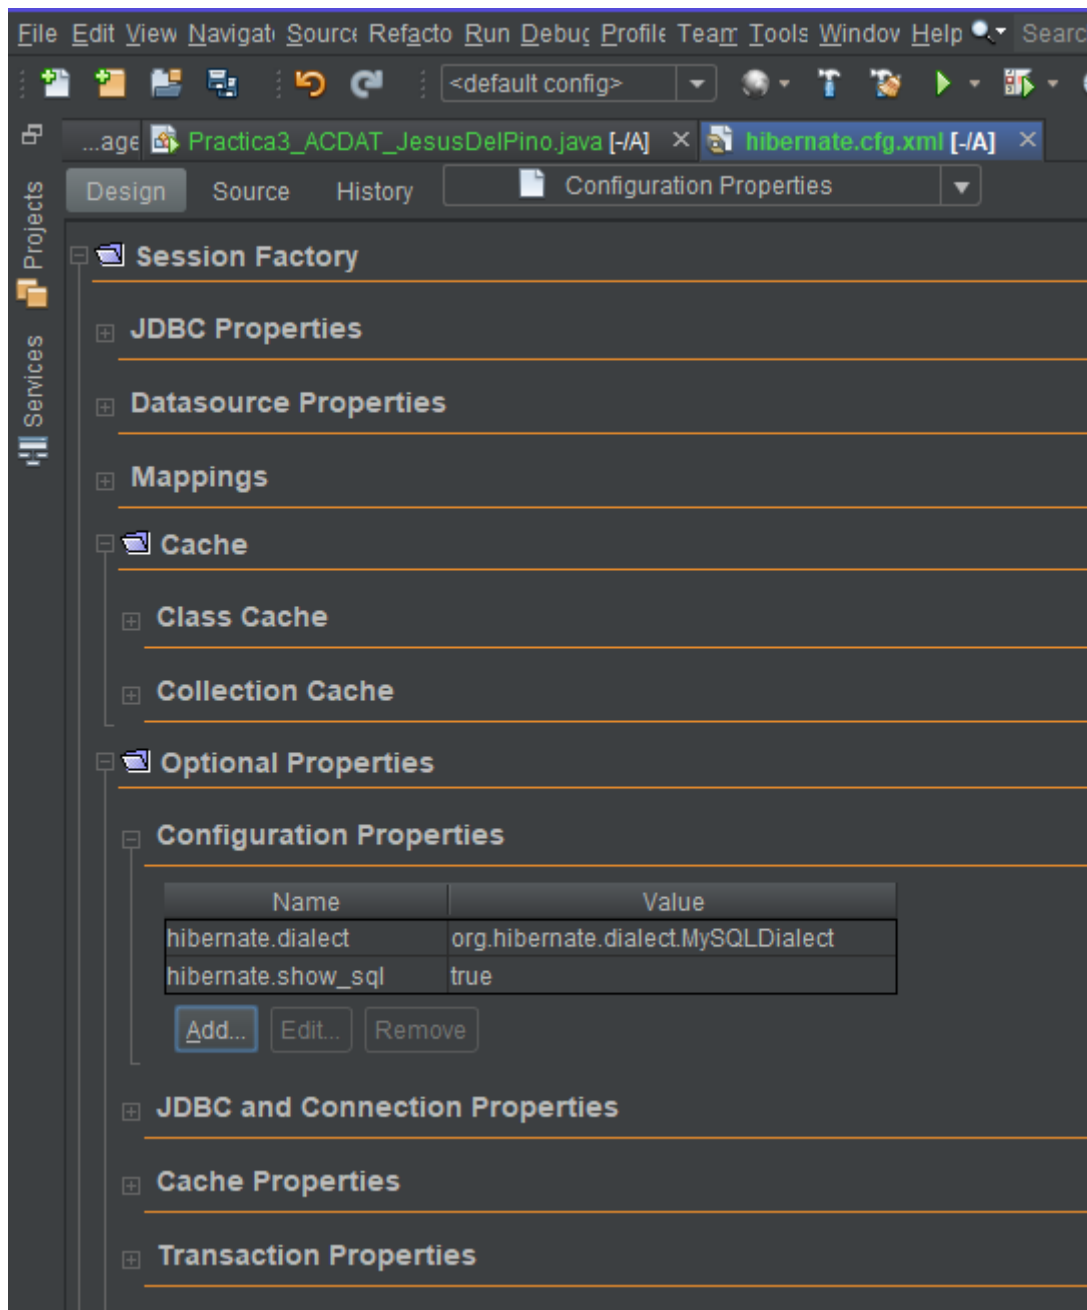 File Edit View Navigat Source Refacto Run Debug Profile Team Tools Window Help Searc
<default config>
...age Practica3_ACDAT_JesusDelPino.java [-/A] hibernate.cfg.xml [-/A]
Design Source History Configuration Properties
Projects
Services
Session Factory
JDBC Properties
Datasource Properties
Mappings
Cache
Class Cache
Collection Cache
Optional Properties
Configuration Properties
Name Value
hibernate.dialect org.hibernate.dialect.MySQLDialect
hibernate.show_sql true
Add... Edit... Remove
JDBC and Connection Properties
Cache Properties
Transaction Properties